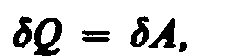 δQ = δA,